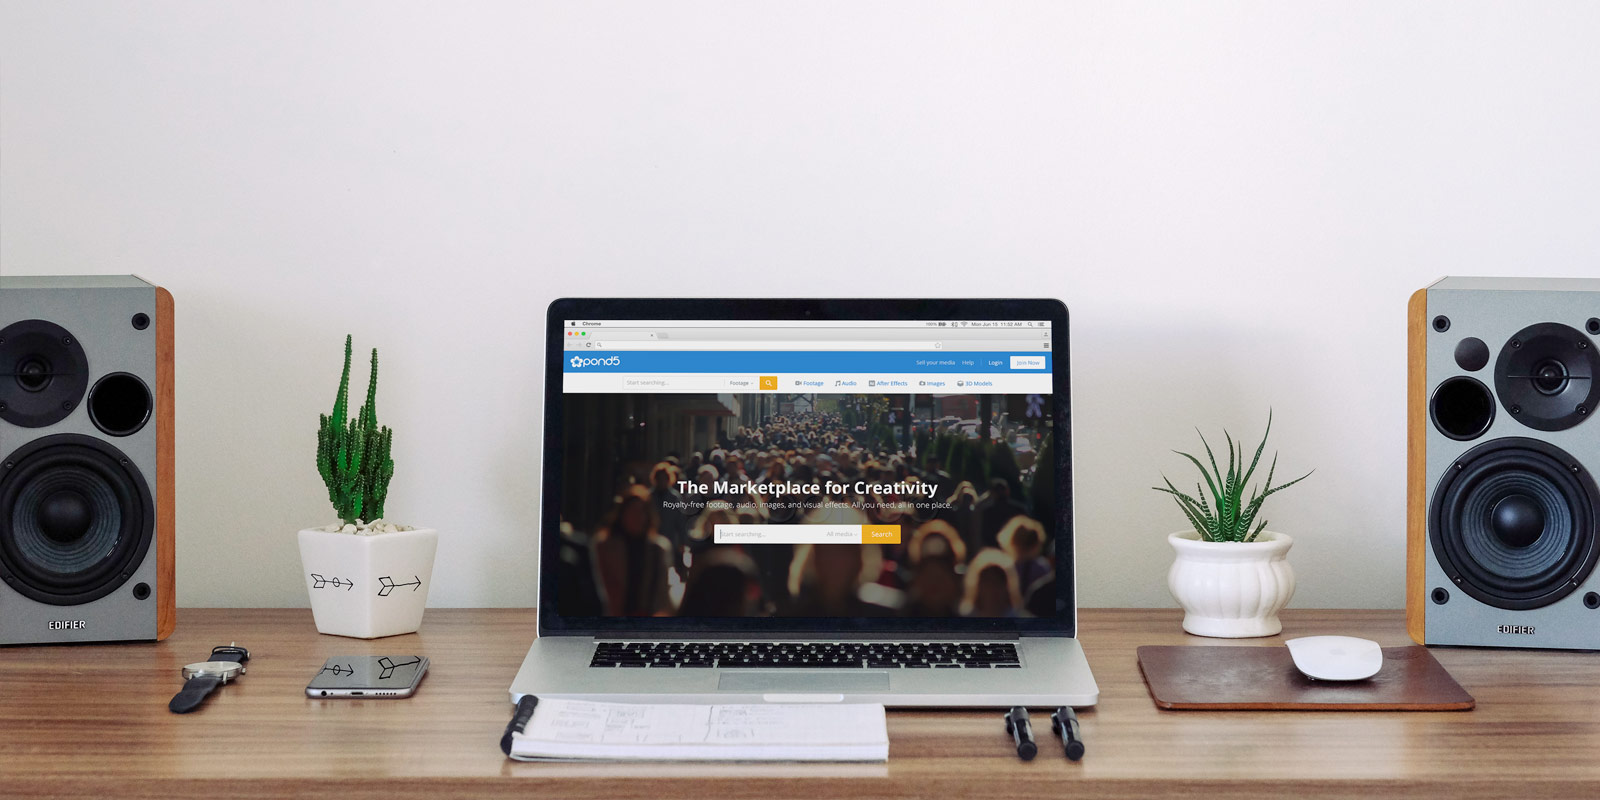 Chrome
100%
Mon Jun 15 11:52 AM
pond5
Sell your media Help Login Join Now
Start searching... Footage
Footage Audio After Effects Images 3D Models
The Marketplace for Creativity
Royalty-free footage, audio, images, and visual effects. All you need, all in one place.
Start searching... All media Search
EDIFIER
EDIFIER